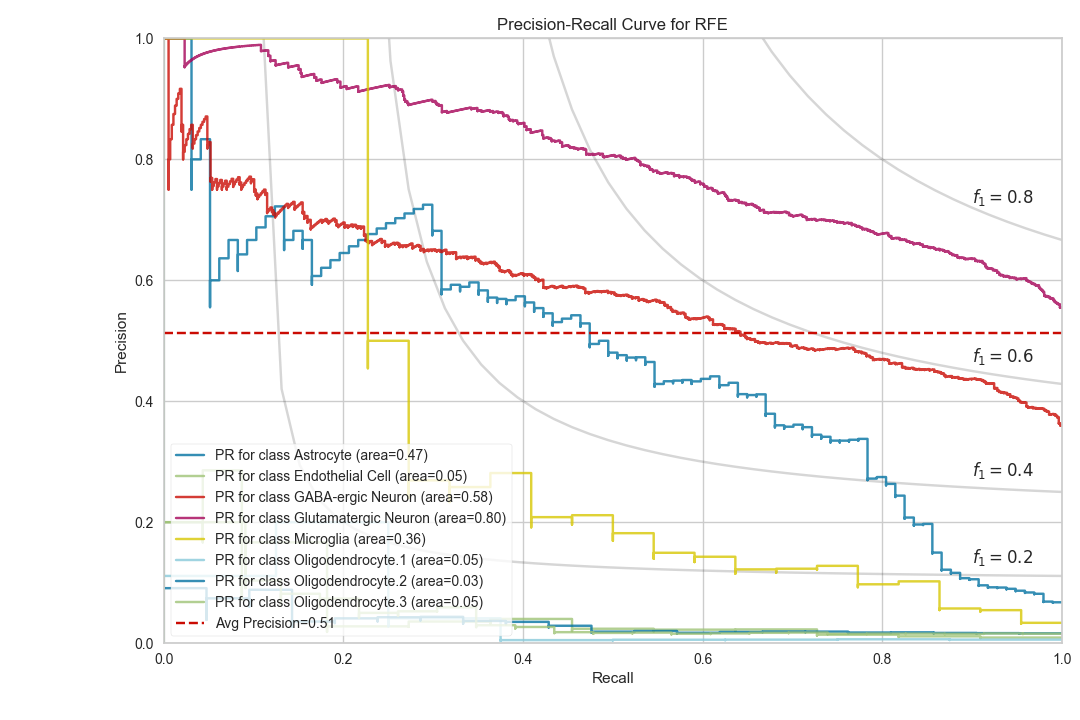 Precision-Recall Curve for RFE
1.0
0.8
0.6
0.4
0.2
0.0
Precision
f1 = 0.8
f1 = 0.6
f1 = 0.4
f1 = 0.2
PR for class Astrocyte (area=0.47)
PR for class Endothelial Cell (area=0.05)
PR for class GABA-ergic Neuron (area=0.58)
PR for class Glutamatergic Neuron (area=0.80)
PR for class Microglia (area=0.36)
PR for class Oligodendrocyte.1 (area=0.05)
PR for class Oligodendrocyte.2 (area=0.03)
PR for class Oligodendrocyte.3 (area=0.05)
Avg Precision=0.51
0.0 0.2 0.4 0.6 0.8 1.0
Recall